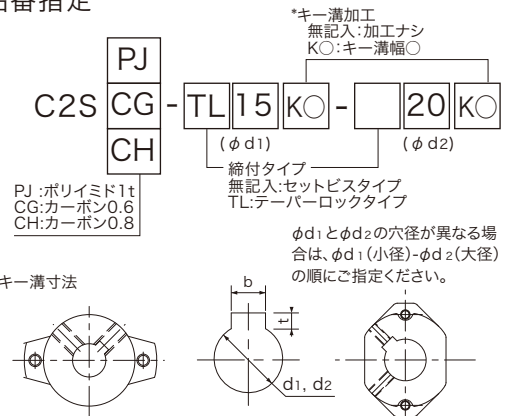 *キー溝加工
無記入:加工ナシ
K○:キー溝幅○
PJ
C2S CG - TL 15 K○ - 20 K○
CH
(φd1) (φd2)
締付タイプ
無記入:セットビスタイプ
TL:テーパーロックタイプ
PJ :ポリイミド1t
CG:カーボン0.6
CH:カーボン0.8
φd1とφd2の穴径が異なる場
合は、φd1(小径)-φd2(大径)
の順にご指定ください。
キー溝寸法
b
t
d1, d2